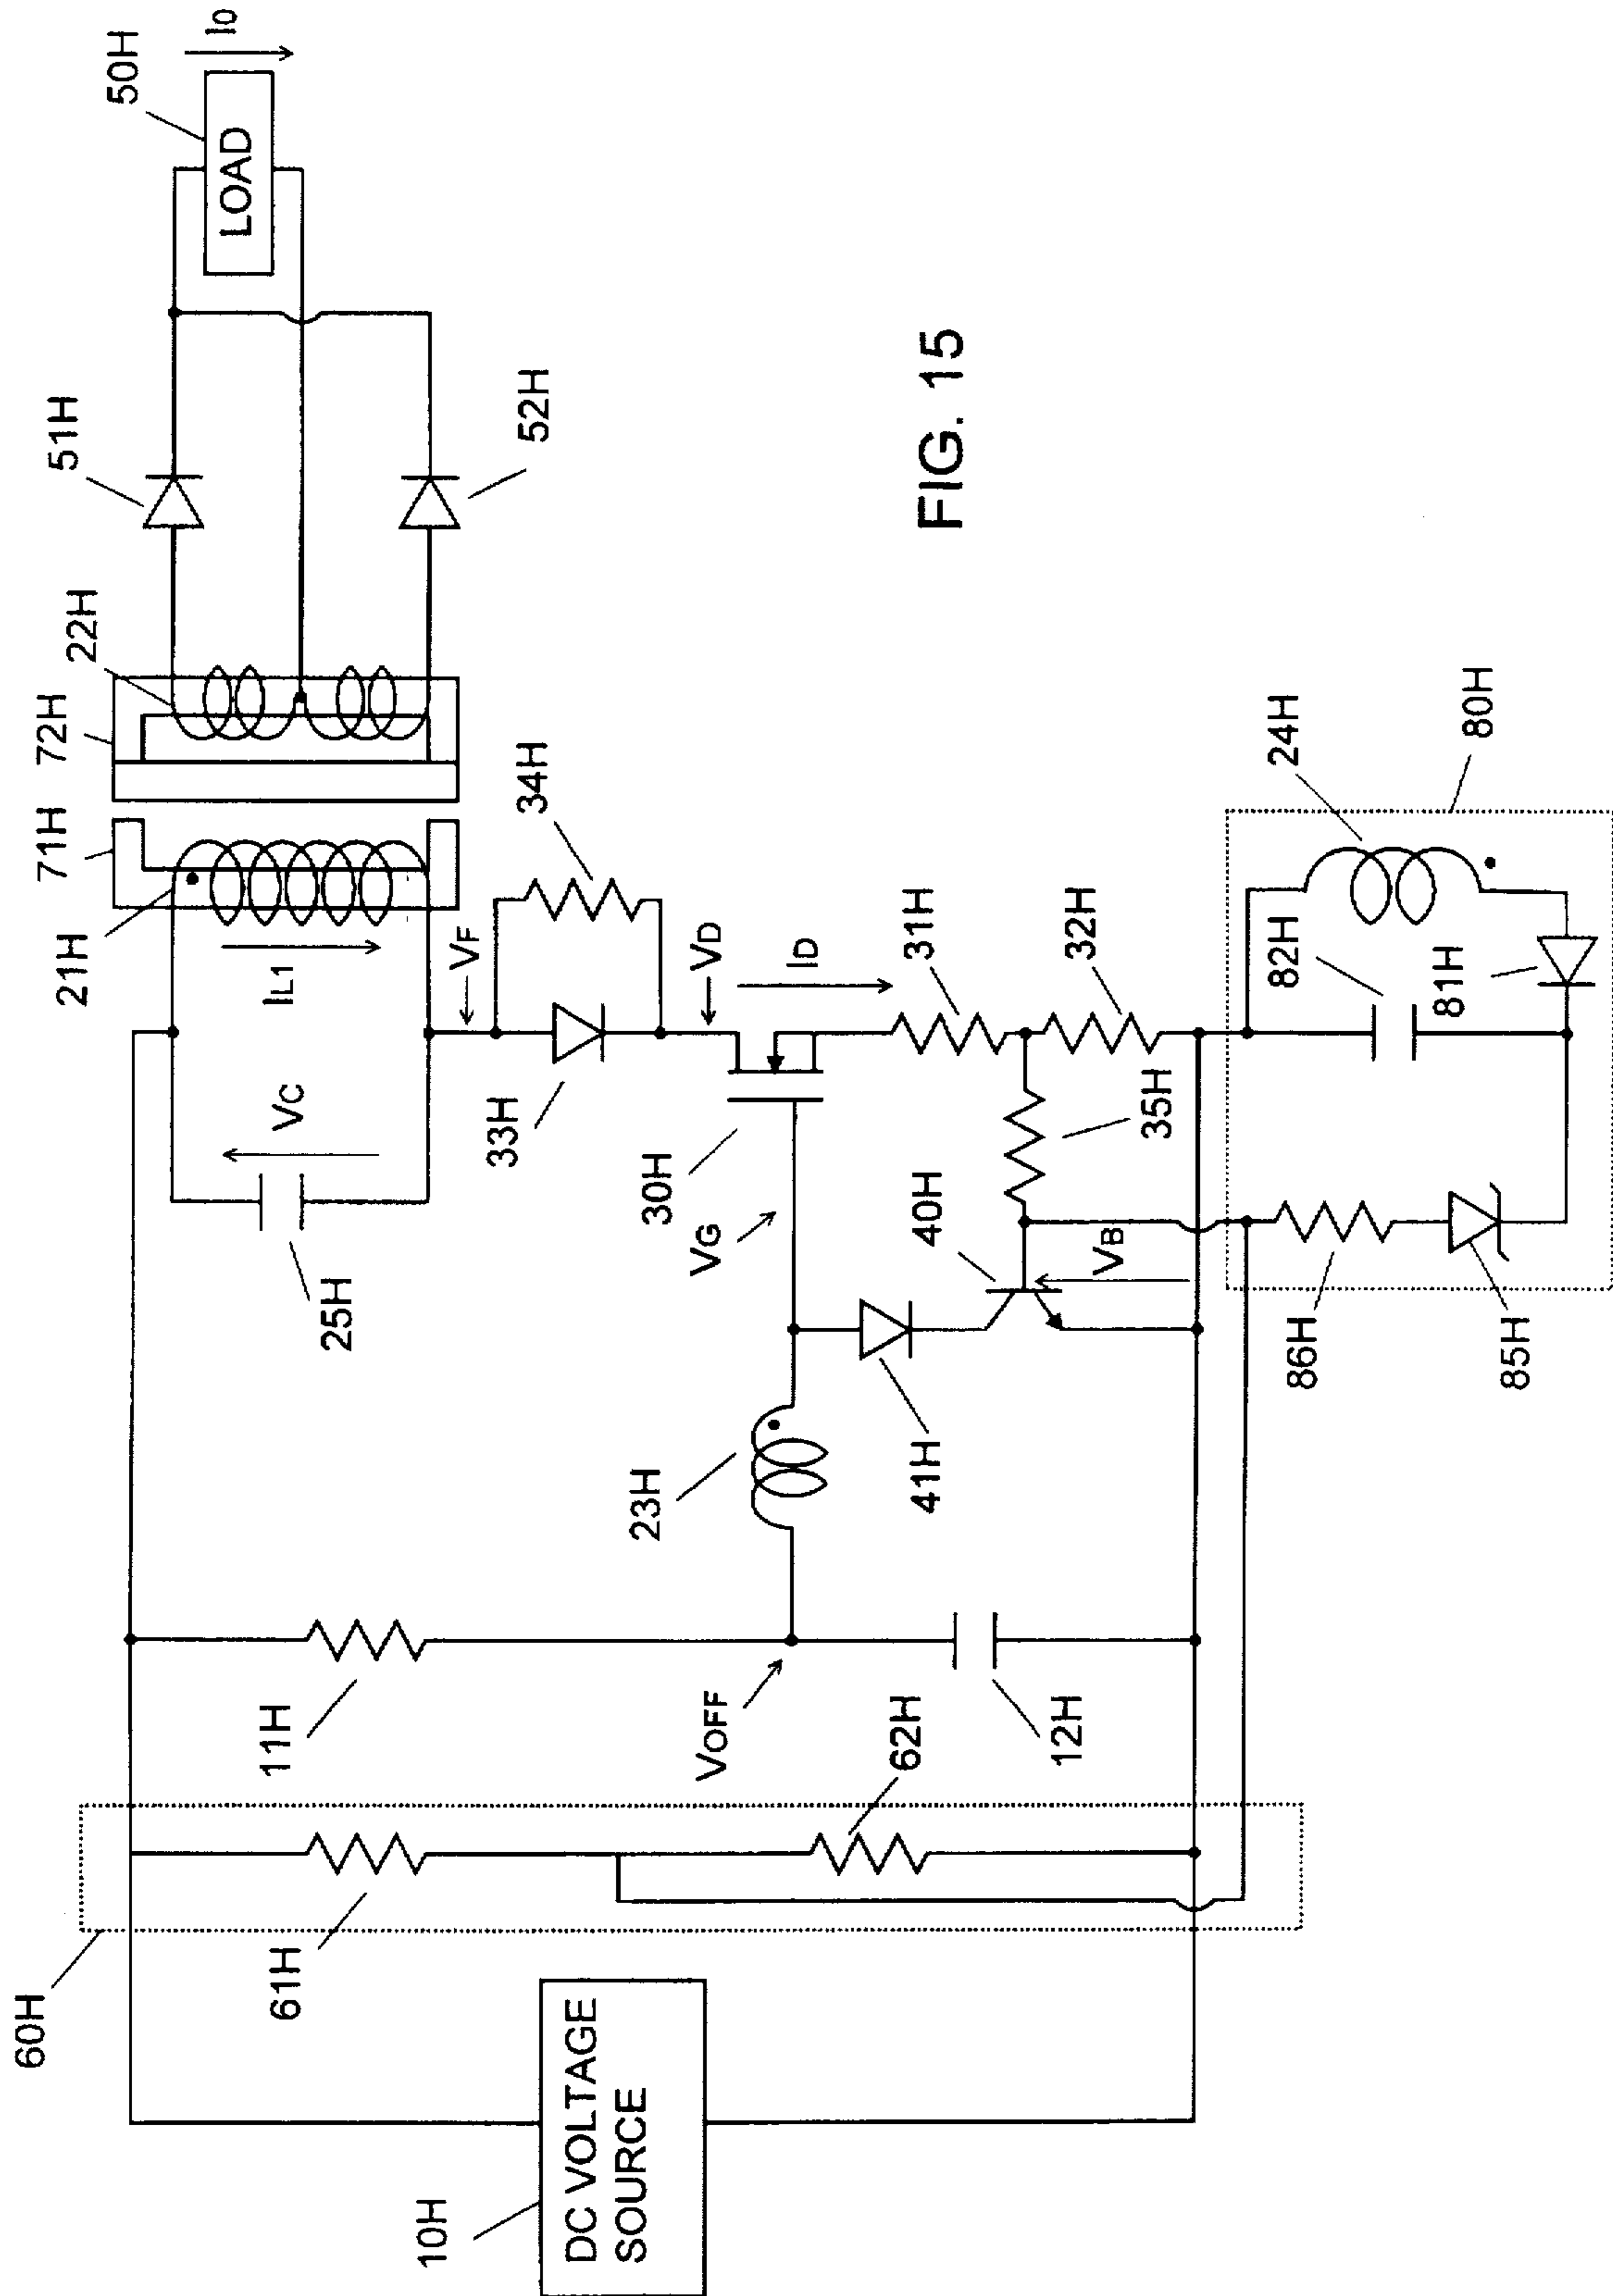 60H
10H
DC VOLTAGE
SOURCE
61H
62H
11H
VOFF
12H
23H
41H
25H
VC
21H
IL1
71H
72H
22H
51H
52H
50H
LOAD
IO
VF
33H
34H
VD
ID
30H
VG
31H
32H
35H
40H
VB
86H
85H
82H
81H
24H
80H
FIG. 15